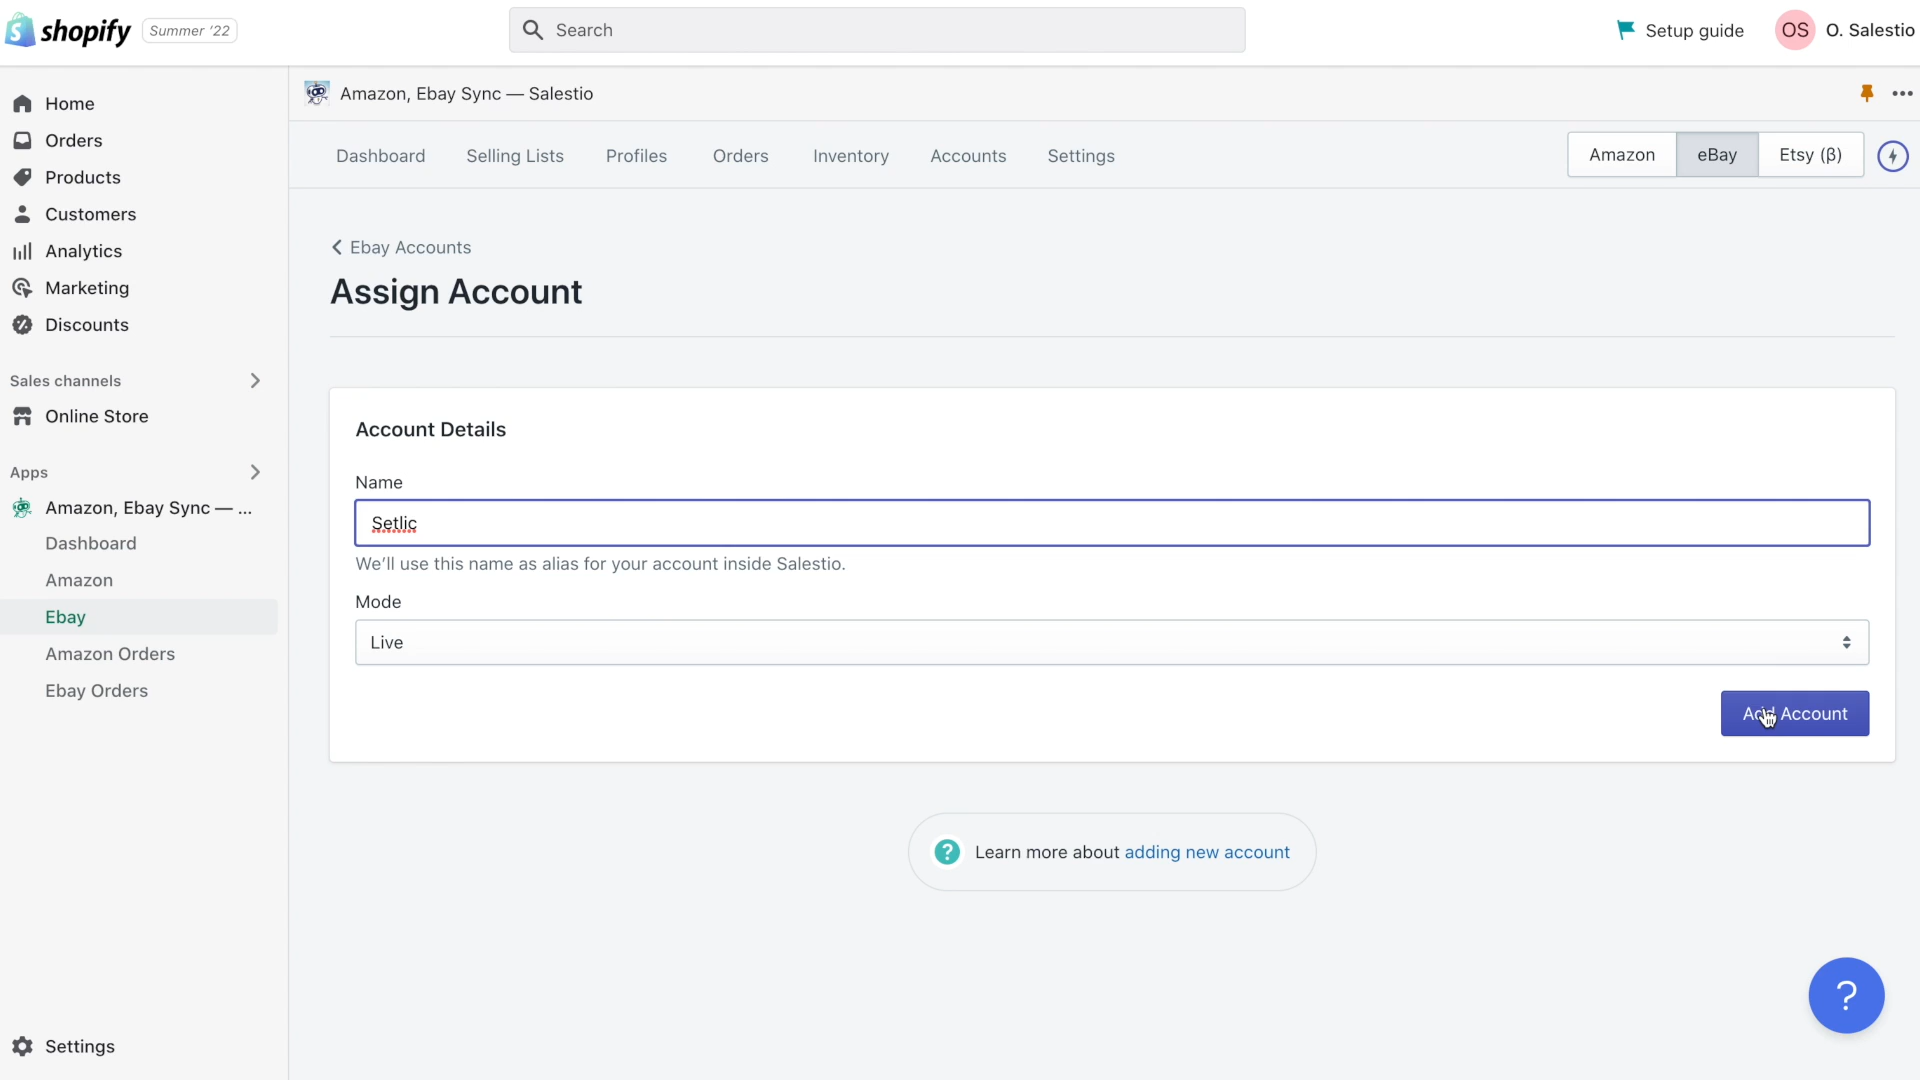 shopify Summer '22
Search
Setup guide
OS O. Salestio
Home
Orders
Products
Customers
Analytics
Marketing
Discounts
Sales channels
Online Store
Apps
Amazon, Ebay Sync — ...
Dashboard
Amazon
Ebay
Amazon Orders
Ebay Orders
Settings
Amazon, Ebay Sync — Salestio
Dashboard Selling Lists Profiles Orders Inventory Accounts Settings
Amazon eBay Etsy (β)
Ebay Accounts
Assign Account
Account Details
Name
Setlic
We'll use this name as alias for your account inside Salestio.
Mode
Live
Add Account
? Learn more about adding new account
?